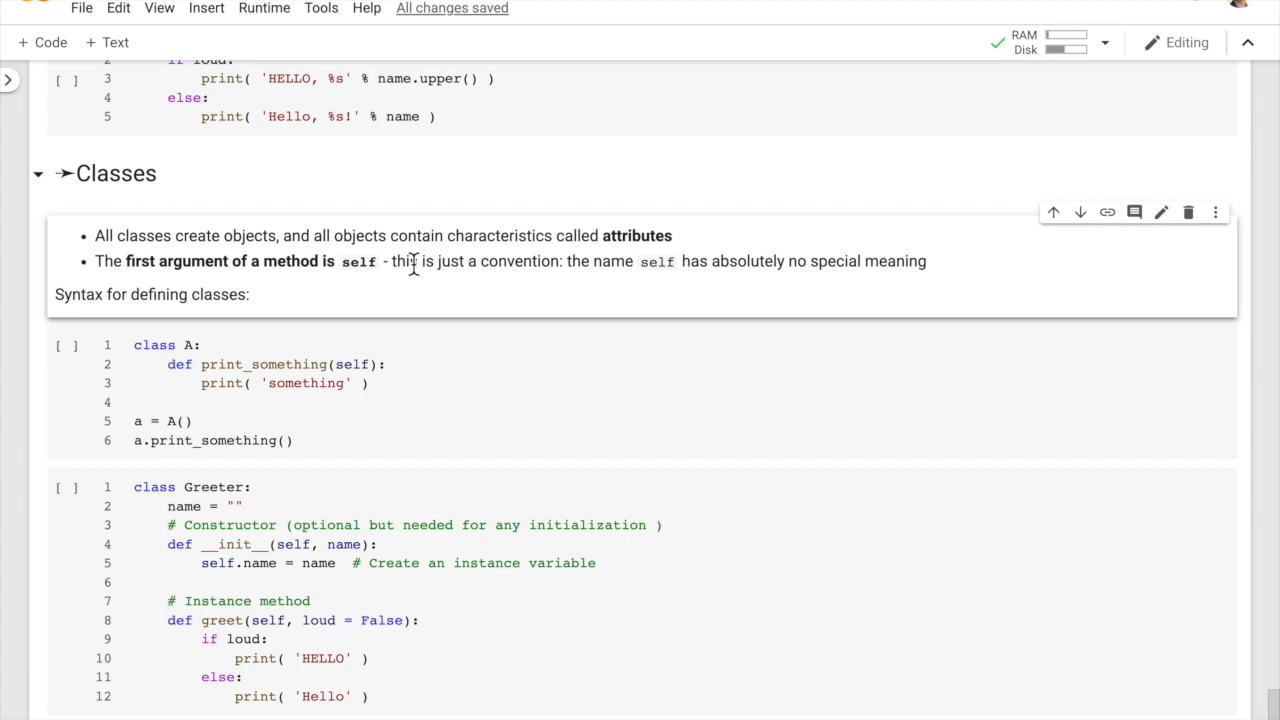 File Edit View Insert Runtime Tools Help All changes saved
+ Code + Text RAM Disk Editing
2 if loud:
[ ] 3 print( 'HELLO, %s' % name.upper() )
4 else:
5 print( 'Hello, %s!' % name )
Classes
• All classes create objects, and all objects contain characteristics called attributes
• The first argument of a method is self - this is just a convention: the name self has absolutely no special meaning
Syntax for defining classes:
[ ] 1 class A:
2 def print_something(self):
3 print( 'something' )
4
5 a = A()
6 a.print_something()
[ ] 1 class Greeter:
2 name = ""
3 # Constructor (optional but needed for any initialization )
4 def __init__(self, name):
5 self.name = name # Create an instance variable
6
7 # Instance method
8 def greet(self, loud = False):
9 if loud:
10 print( 'HELLO' )
11 else:
12 print( 'Hello' )